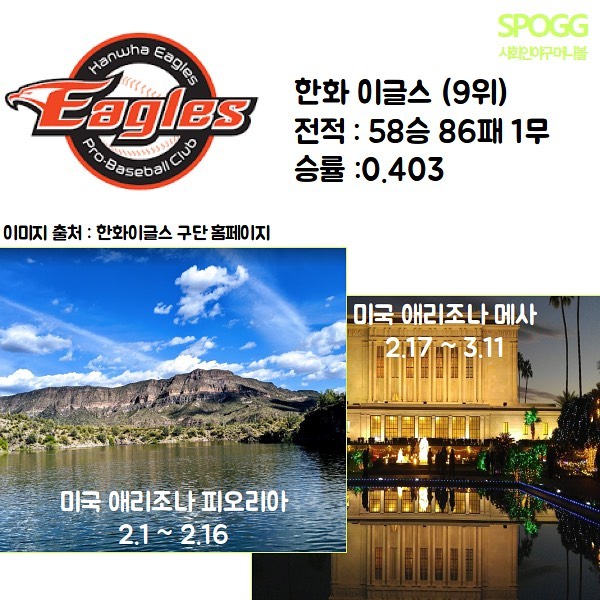 SPOGG
사회인야구머니볼
Hanwha Eagles
Eagles
Pro-Baseball Club
한화 이글스 (9위)
전적 : 58승 86패 1무
승률 :0.403
이미지 출처 : 한화이글스 구단 홈페이지
미국 애리조나 메사
2.17 ~ 3.11
미국 애리조나 피오리아
2.1 ~ 2.16